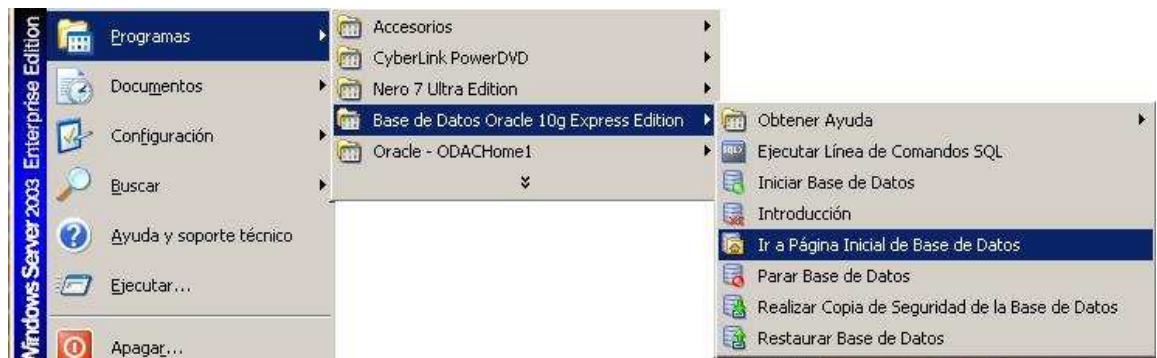 Windows Server 2003 Enterprise Edition
Programas
Documentos
Configuración
Buscar
Ayuda y soporte técnico
Ejecutar...
Apagar...
Accesorios
CyberLink PowerDVD
Nero 7 Ultra Edition
Base de Datos Oracle 10g Express Edition
Oracle - ODACHome1
Obtener Ayuda
Ejecutar Línea de Comandos SQL
Iniciar Base de Datos
Introducción
Ir a Página Inicial de Base de Datos
Parar Base de Datos
Realizar Copia de Seguridad de la Base de Datos
Restaurar Base de Datos